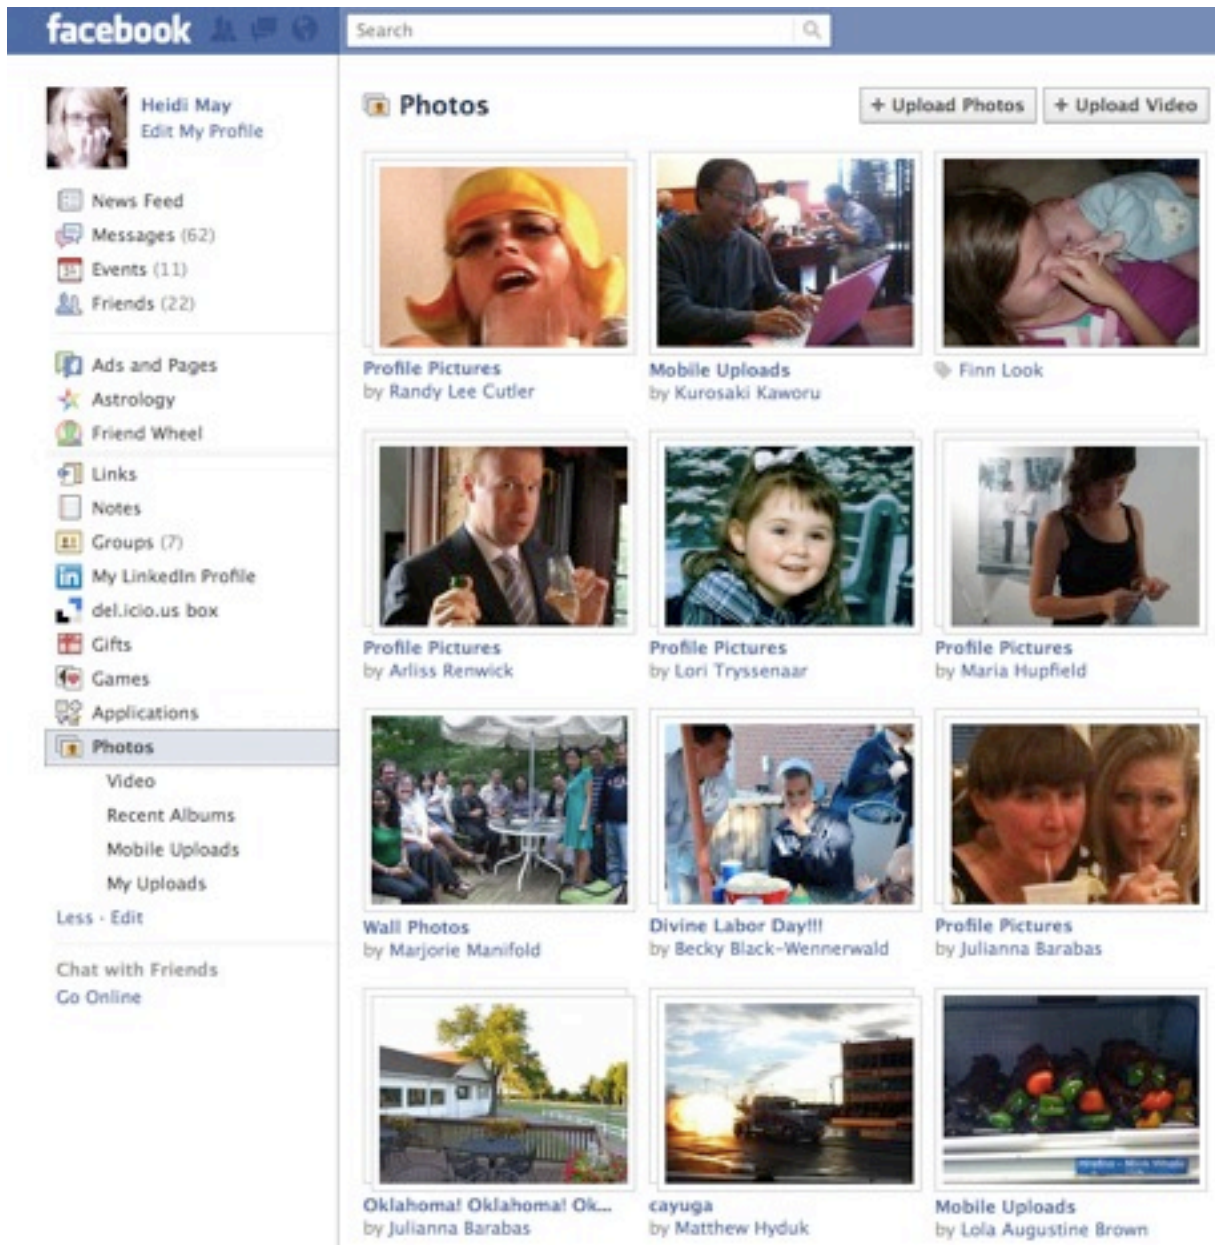 facebook
Search
Heidi May
Edit My Profile
News Feed
Messages (62)
Events (11)
Friends (22)
Ads and Pages
Astrology
Friend Wheel
Links
Notes
Groups (7)
My LinkedIn Profile
del.icio.us box
Gifts
Games
Applications
Photos
Video
Recent Albums
Mobile Uploads
My Uploads
Less · Edit
Chat with Friends
Go Online
Photos
+ Upload Photos
+ Upload Video
Profile Pictures
by Randy Lee Cutler
Mobile Uploads
by Kurosaki Kaworu
Finn Look
Profile Pictures
by Arliss Renwick
Profile Pictures
by Lori Tryssenaar
Profile Pictures
by Maria Hupfield
Wall Photos
by Marjorie Manifold
Divine Labor Day!!!
by Becky Black-Wennerwald
Profile Pictures
by Julianna Barabas
Oklahoma! Oklahoma! Ok...
by Julianna Barabas
cayuga
by Matthew Hyduk
Mobile Uploads
by Lola Augustine Brown